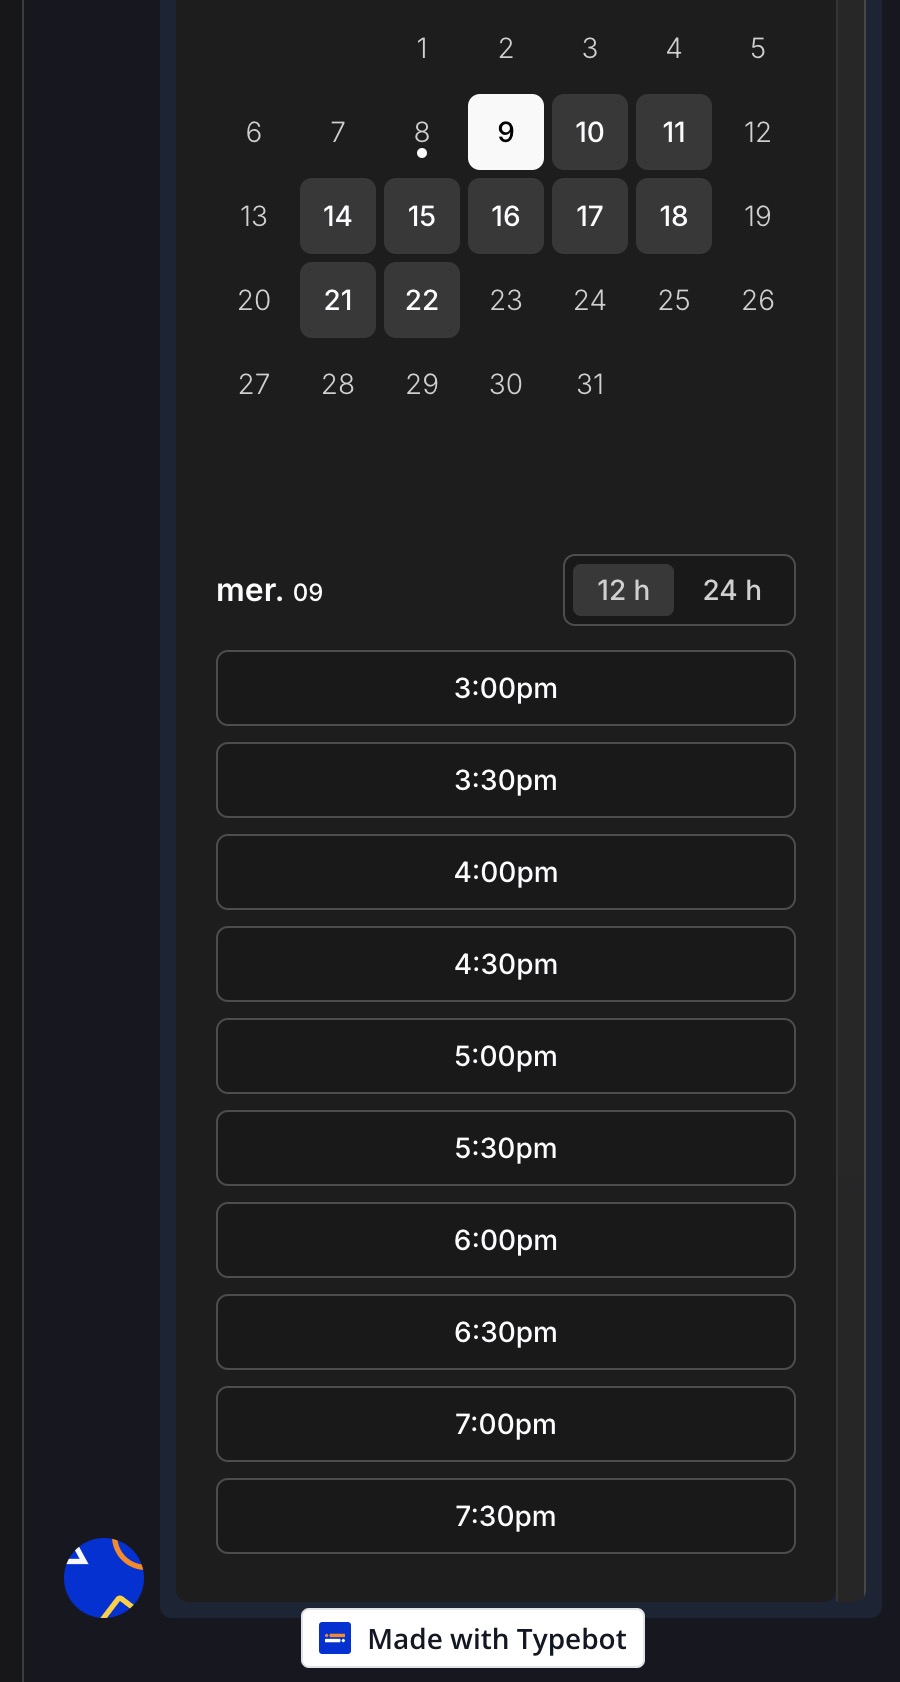 1 2 3 4 5
6 7 8 9 10 11 12
13 14 15 16 17 18 19
20 21 22 23 24 25 26
27 28 29 30 31
mer. 09 12 h 24 h
3:00pm
3:30pm
4:00pm
4:30pm
5:00pm
5:30pm
6:00pm
6:30pm
7:00pm
7:30pm
Made with Typebot